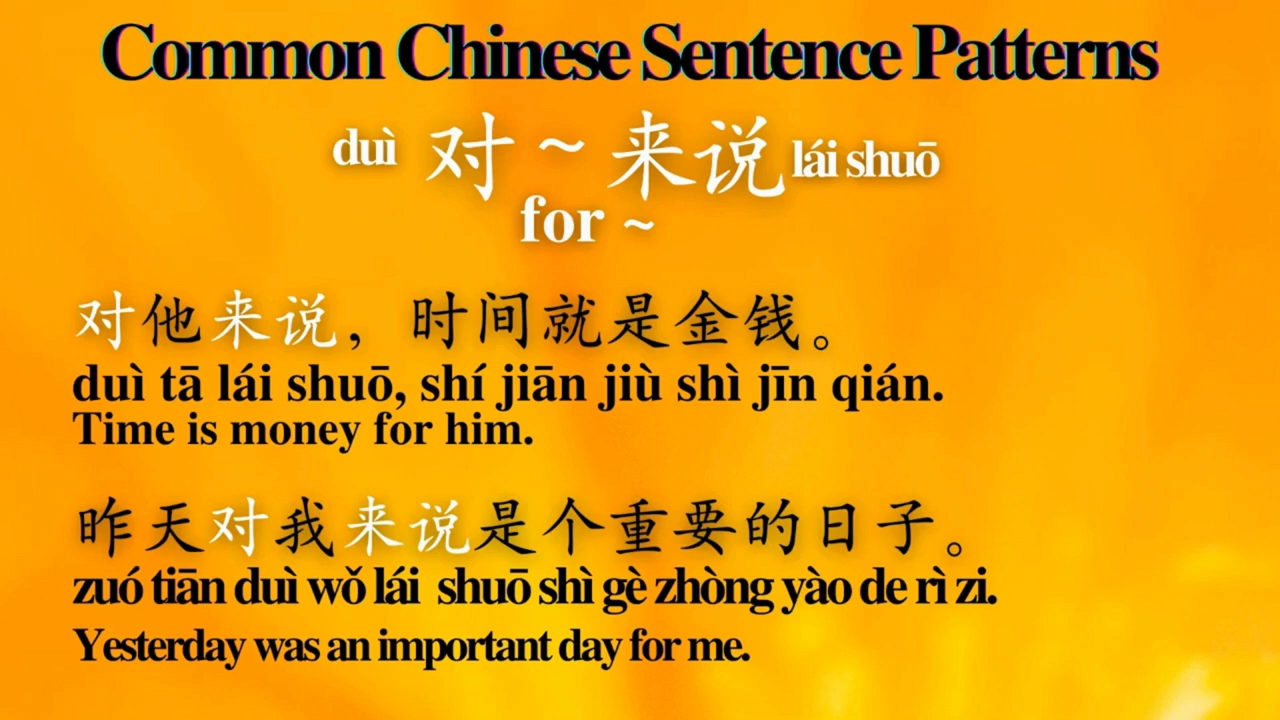 Common Chinese Sentence Patterns
duì 对 ~ 来说 lái shuō
for ~
对他来说，时间就是金钱。
duì tā lái shuō, shí jiān jiù shì jīn qián.
Time is money for him.
昨天对我来说是个重要的日子。
zuó tiān duì wǒ lái shuō shì gè zhòng yào de rì zi.
Yesterday was an important day for me.